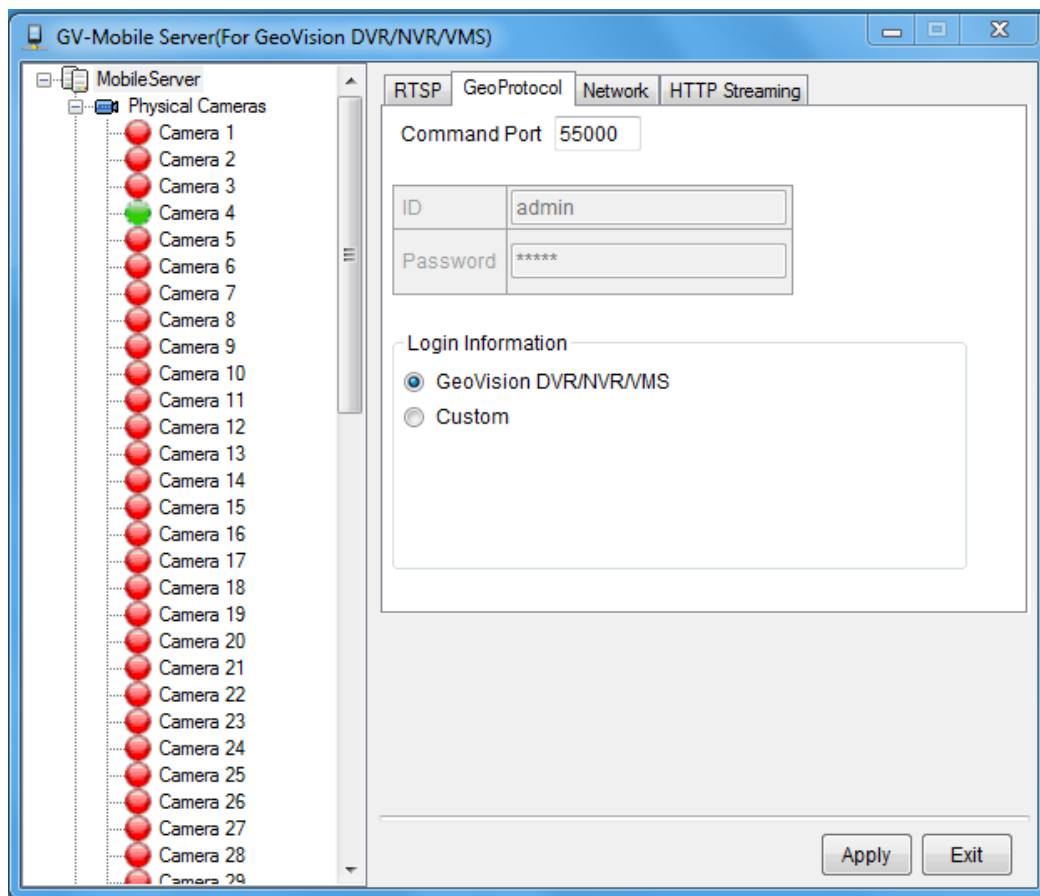 GV-Mobile Server(For GeoVision DVR/NVR/VMS)
MobileServer
Physical Cameras
Camera 1
Camera 2
Camera 3
Camera 4
Camera 5
Camera 6
Camera 7
Camera 8
Camera 9
Camera 10
Camera 11
Camera 12
Camera 13
Camera 14
Camera 15
Camera 16
Camera 17
Camera 18
Camera 19
Camera 20
Camera 21
Camera 22
Camera 23
Camera 24
Camera 25
Camera 26
Camera 27
Camera 28
Camera 29
RTSP GeoProtocol Network HTTP Streaming
Command Port 55000
ID admin
Password *****
Login Information
GeoVision DVR/NVR/VMS
Custom
Apply Exit